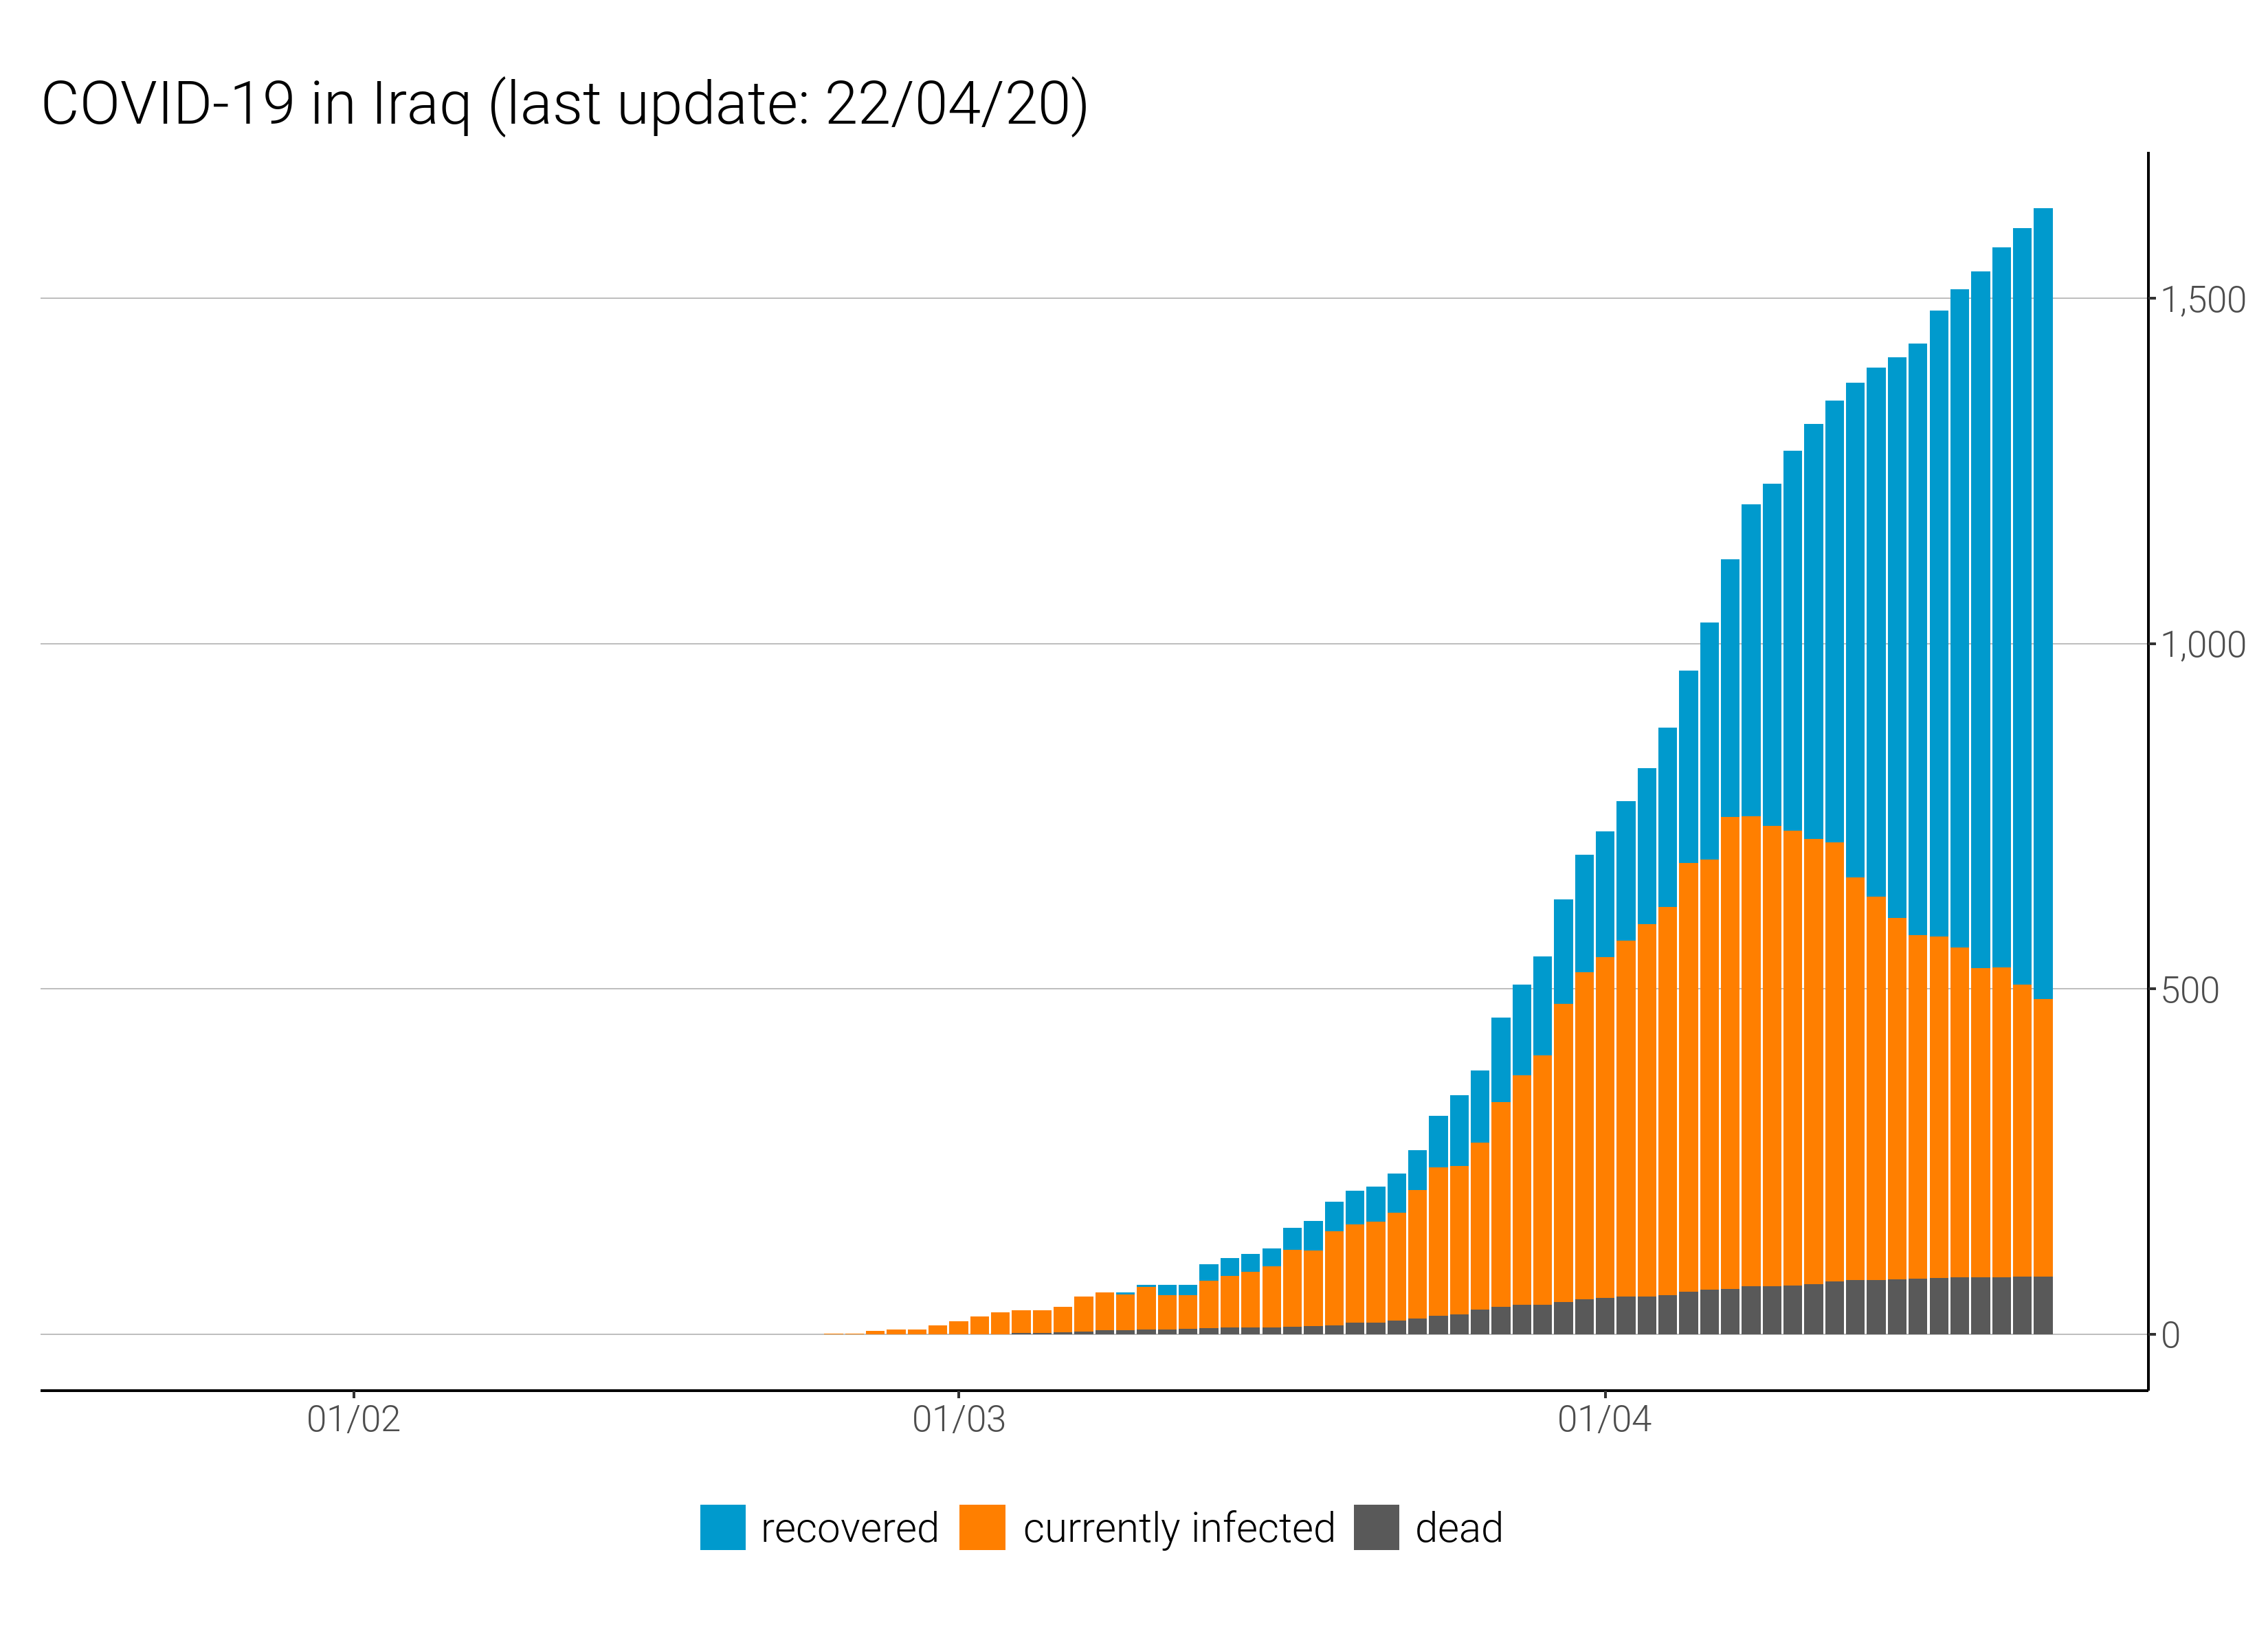 COVID-19 in Iraq (last update: 22/04/20)
1,500
1,000
500
0
01/02 01/03 01/04
recovered currently infected dead